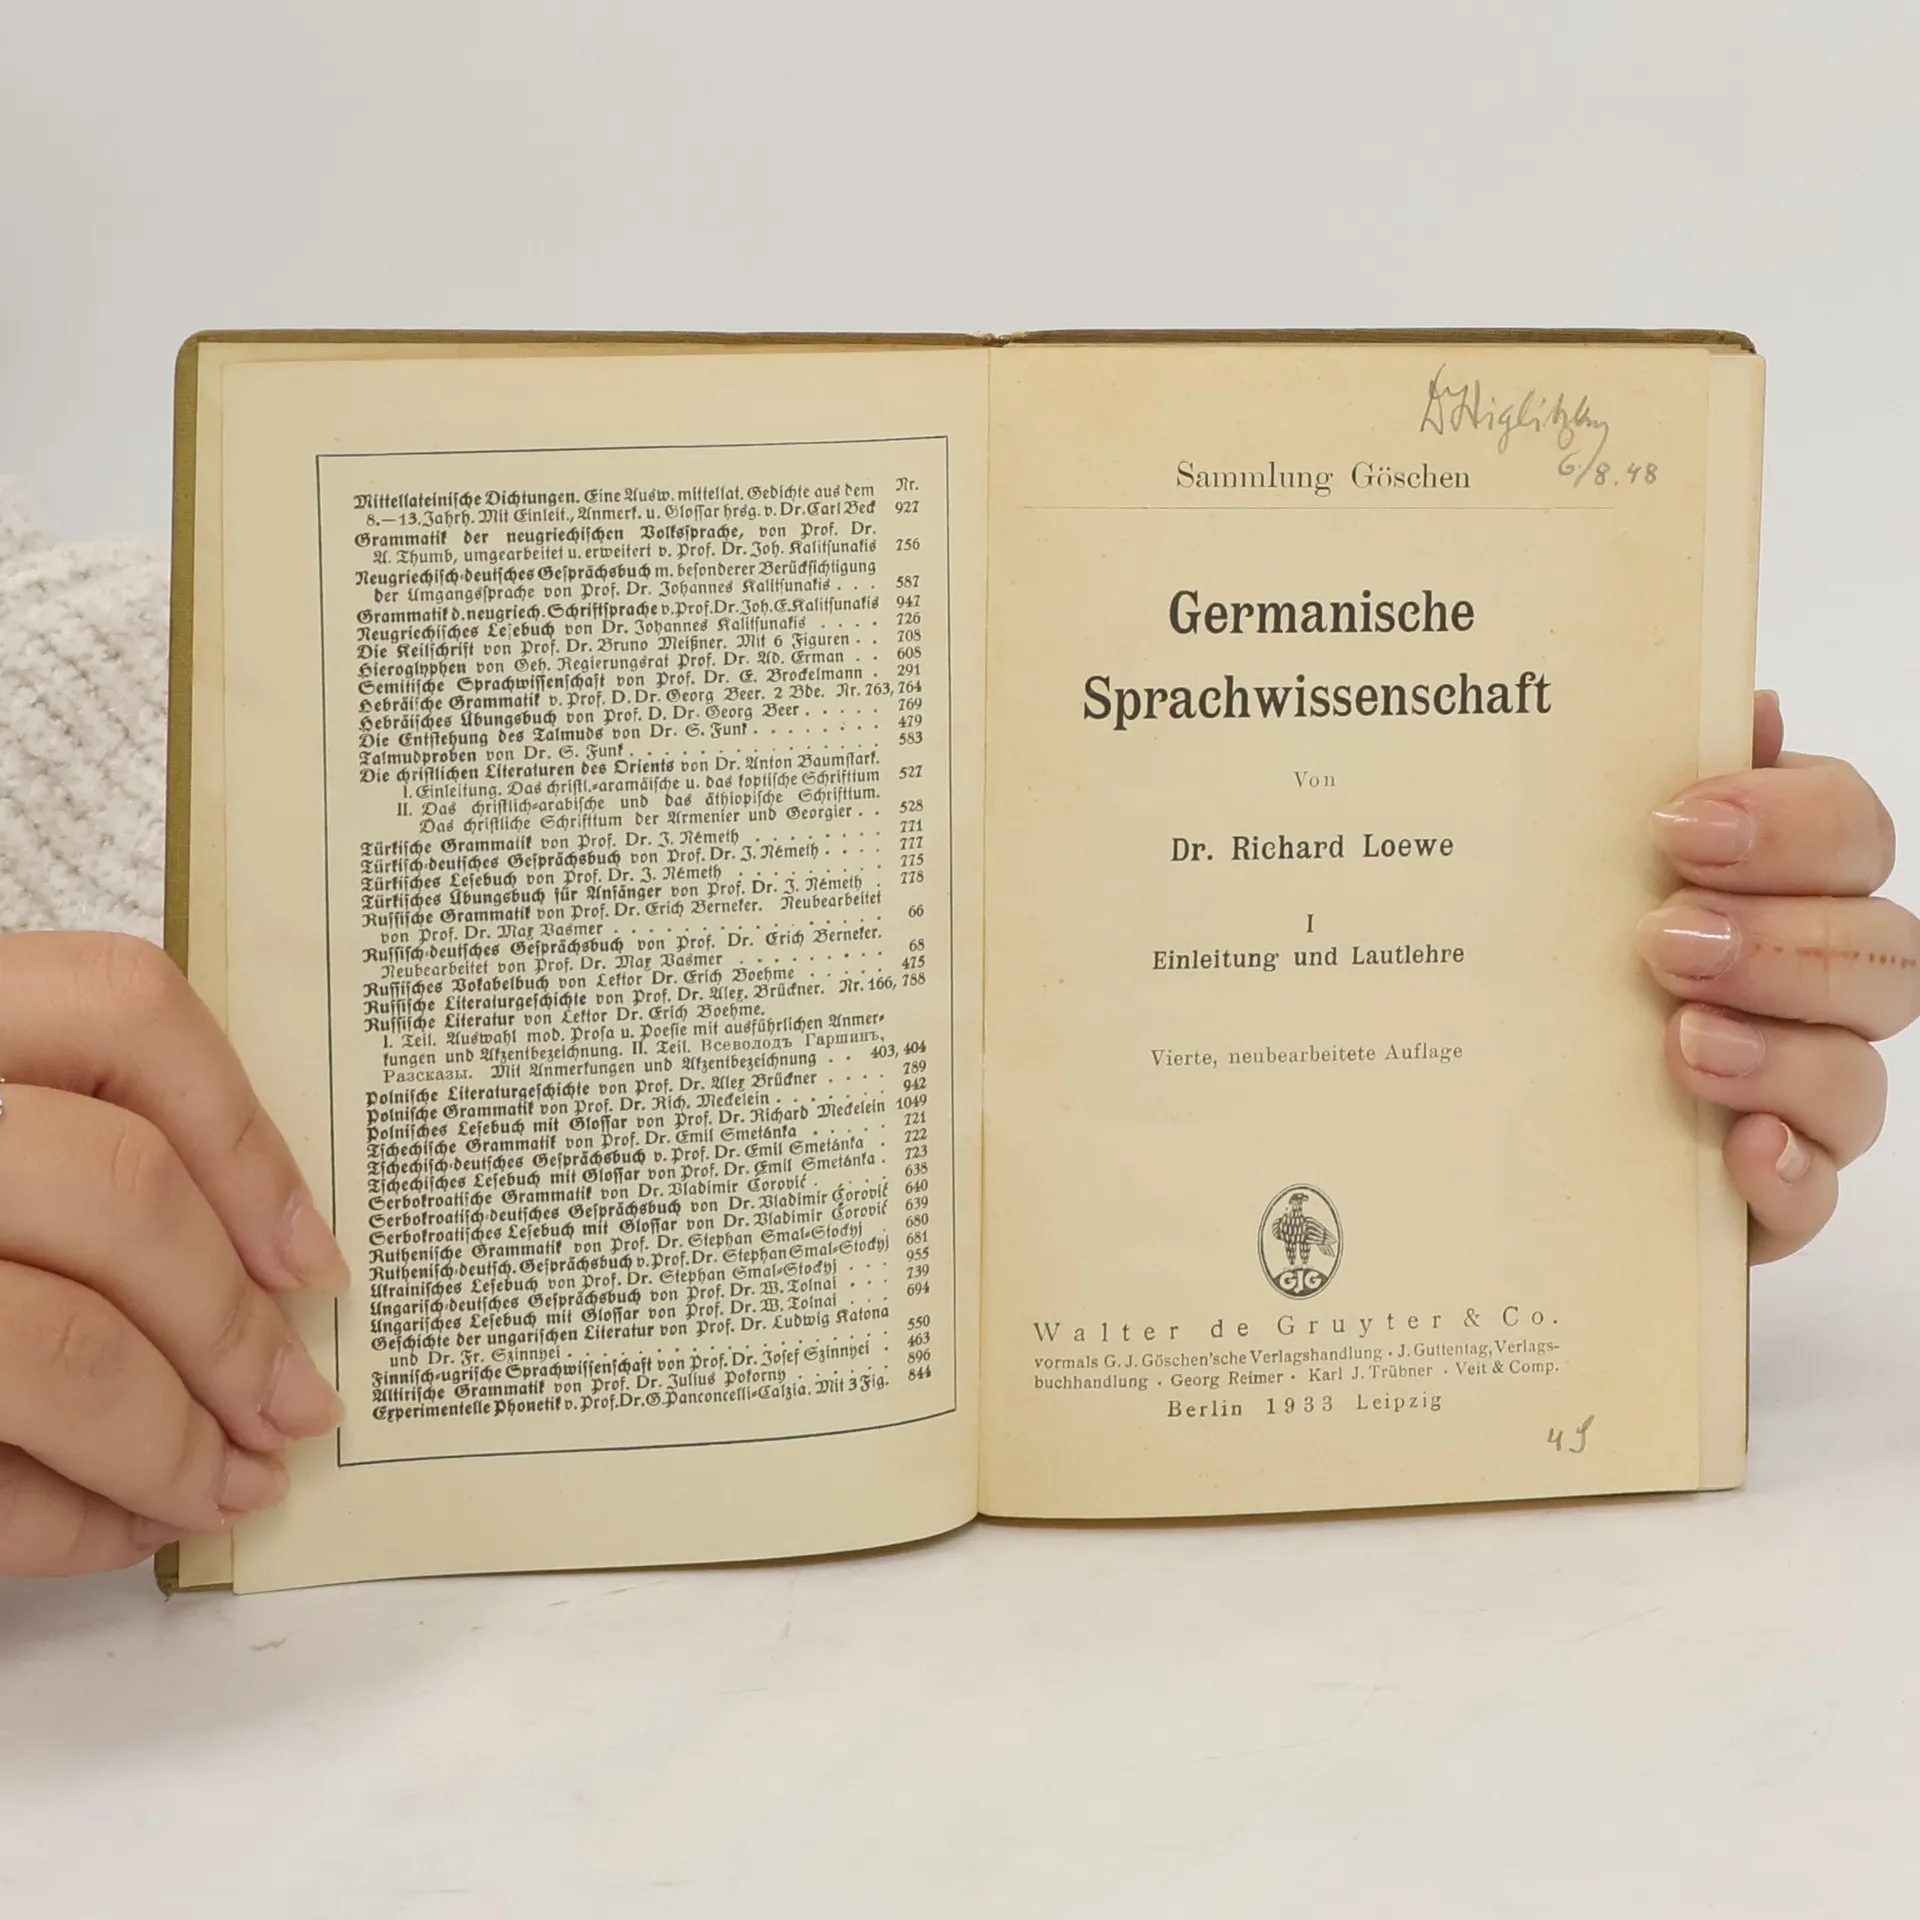 Nr.
Mittellateinische Dichtungen. Eine Ausw. mittellat. Gedichte aus dem
8.—13. Jahrh. Mit Einleit., Anmerk. u. Glossar hrsg. v. Dr. Carl Beck 927
Grammatik der neugriechischen Volkssprache, von Prof. Dr.
A. Thumb, umgearbeitet u. erweitert v. Prof. Dr. Joh. Kalitsunakis 756
Neugriechisch-deutsches Gesprächsbuch m. besonderer Berücksichtigung
der Umgangssprache von Prof. Dr. Johannes Kalitsunakis . . . 587
Grammatik d. neugriech. Schriftsprache v. Prof. Dr. Joh. E. Kalitsunakis 947
Neugriechisches Lesebuch von Dr. Johannes Kalitsunakis . . . . 726
Die Keilschrift von Prof. Dr. Bruno Meißner. Mit 6 Figuren . . 708
Hieroglyphen von Geh. Regierungsrat Prof. Dr. Ad. Erman . . 608
Semitische Sprachwissenschaft von Prof. Dr. C. Brockelmann . 291
Hebräische Grammatik v. Prof. D. Dr. Georg Beer. 2 Bde. Nr. 763, 764
Hebräisches Übungsbuch von Prof. D. Dr. Georg Beer . . . . . 769
Die Entstehung des Talmuds von Dr. S. Funk . . . . . . . . 479
Talmudproben von Dr. S. Funk . . . . . . . . . . . . . . . 583
Die christlichen Literaturen des Orients von Dr. Anton Baumstark.
I. Einleitung. Das christl.-aramäische u. das koptische Schrifttum 527
II. Das christlich-arabische und das äthiopische Schrifttum.
Das christliche Schrifttum der Armenier und Georgier . . 528
Türkische Grammatik von Prof. Dr. J. Németh . . . . . . . . 771
Türkisch-deutsches Gesprächsbuch von Prof. Dr. J. Németh . . . . 777
Türkisches Lesebuch von Prof. Dr. J. Németh . . . . . . . . . 775
Türkisches Übungsbuch für Anfänger von Prof. Dr. J. Németh . 778
Russische Grammatik von Prof. Dr. Erich Berneker. Neubearbeitet
von Prof. Dr. Max Vasmer . . . . . . . . . . . . . . . . 66
Russisch-deutsches Gesprächsbuch von Prof. Dr. Erich Berneker.
Neubearbeitet von Prof. Dr. Max Vasmer . . . . . . . . . 68
Russisches Vokabelbuch von Lektor Dr. Erich Boehme . . . . . 475
Russische Literaturgeschichte von Prof. Dr. Alex. Brückner. Nr. 166, 788
Russische Literatur von Lektor Dr. Erich Boehme.
I. Teil. Auswahl mod. Prosa u. Poesie mit ausführlichen Anmer-
kungen und Akzentbezeichnung. II. Teil. Всеволодъ Гаршинъ,
Разсказы. Mit Anmerkungen und Akzentbezeichnung . . 403, 404
Polnische Literaturgeschichte von Prof. Dr. Alex Brückner . . . . 789
Polnische Grammatik von Prof. Dr. Rich. Meckelein . . . . . . . 942
Polnisches Lesebuch mit Glossar von Prof. Dr. Richard Meckelein 1049
Tschechische Grammatik von Prof. Dr. Emil Smetánka . . . . . 721
Tschechisch-deutsches Gesprächsbuch v. Prof. Dr. Emil Smetánka . 722
Tschechisches Lesebuch mit Glossar von Prof. Dr. Emil Smetánka . 723
Serbokroatische Grammatik von Dr. Vladimir Ćorović . . . . . 638
Serbokroatisch-deutsches Gesprächsbuch von Dr. Vladimir Ćorović 640
Serbokroatisches Lesebuch mit Glossar von Dr. Vladimir Ćorović 639
Ruthenische Grammatik von Prof. Dr. Stephan Smal-Stockyj . 680
Ruthenisch-deutsch. Gesprächsbuch v. Prof. Dr. Stephan Smal-Stockyj 681
Ukrainisches Lesebuch von Prof. Dr. Stephan Smal-Stockyj . . . 955
Ungarisch-deutsches Gesprächsbuch von Prof. Dr. W. Tolnai . . . 739
Ungarisches Lesebuch mit Glossar von Prof. Dr. W. Tolnai . . . 694
Geschichte der ungarischen Literatur von Prof. Dr. Ludwig Katona
und Dr. Fr. Szinnyei . . . . . . . . . . . . . . . . . . 550
Finnisch-ugrische Sprachwissenschaft von Prof. Dr. Josef Szinnyei . 463
Altirische Grammatik von Prof. Dr. Julius Pokorny . . . . . . 896
Experimentelle Phonetik v. Prof. Dr. G. Panconcelli-Calzia. Mit 3 Fig. 844
6/8.48
Sammlung Göschen
Germanische
Sprachwissenschaft
Von
Dr. Richard Loewe
I
Einleitung und Lautlehre
Vierte, neubearbeitete Auflage
GJG
Walter de Gruyter & Co.
vormals G. J. Göschen'sche Verlagshandlung · J. Guttentag, Verlags-
buchhandlung · Georg Reimer · Karl J. Trübner · Veit & Comp.
Berlin 1933 Leipzig